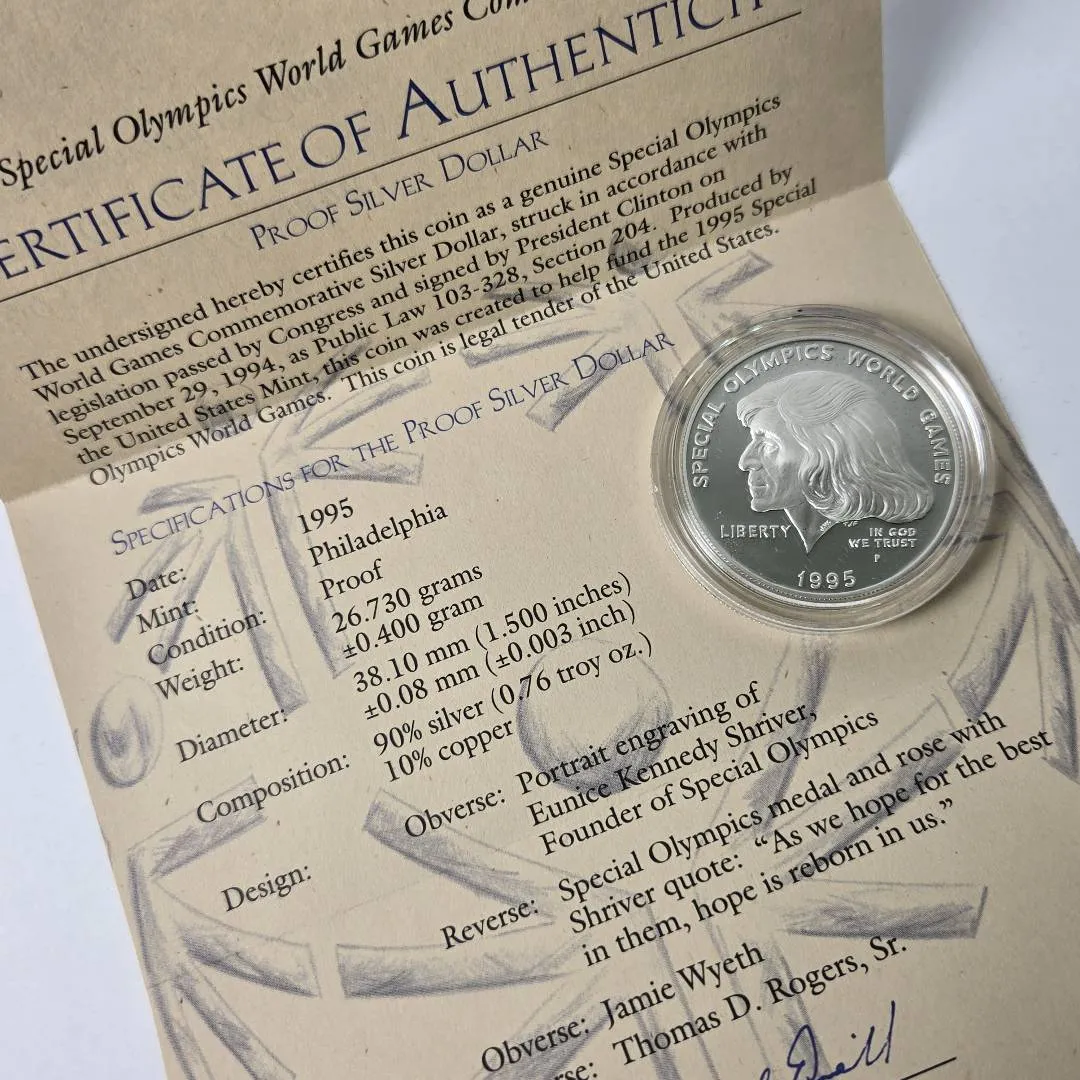 Special Olympics World Games
ERTIFICATE OF AUTHENTICI
PROOF SILVER DOLLAR
The undersigned hereby certifies this coin as a genuine Special Olympics
World Games Commemorative Silver Dollar, struck in accordance with
legislation passed by Congress and signed by President Clinton on
September 29, 1994, as Public Law 103-328, Section 204. Produced by
the United States Mint, this coin was created to help fund the 1995 Special
Olympics World Games. This coin is legal tender of the United States.
SPECIFICATIONS FOR THE PROOF SILVER DOLLAR
Date: 1995
Mint: Philadelphia
Condition: Proof
Weight: 26.730 grams
±0.400 gram
Diameter: 38.10 mm (1.500 inches)
±0.08 mm (±0.003 inch)
Composition: 90% silver (0.76 troy oz.)
10% copper
Design: Obverse: Portrait engraving of
Eunice Kennedy Shriver,
Founder of Special Olympics
Reverse: Special Olympics medal and rose with
Shriver quote: “As we hope for the best
in them, hope is reborn in us.”
Obverse: Jamie Wyeth
rse: Thomas D. Rogers, Sr.
SPECIAL OLYMPICS WORLD GAMES
LIBERTY
IN GOD
WE TRUST
P
1995